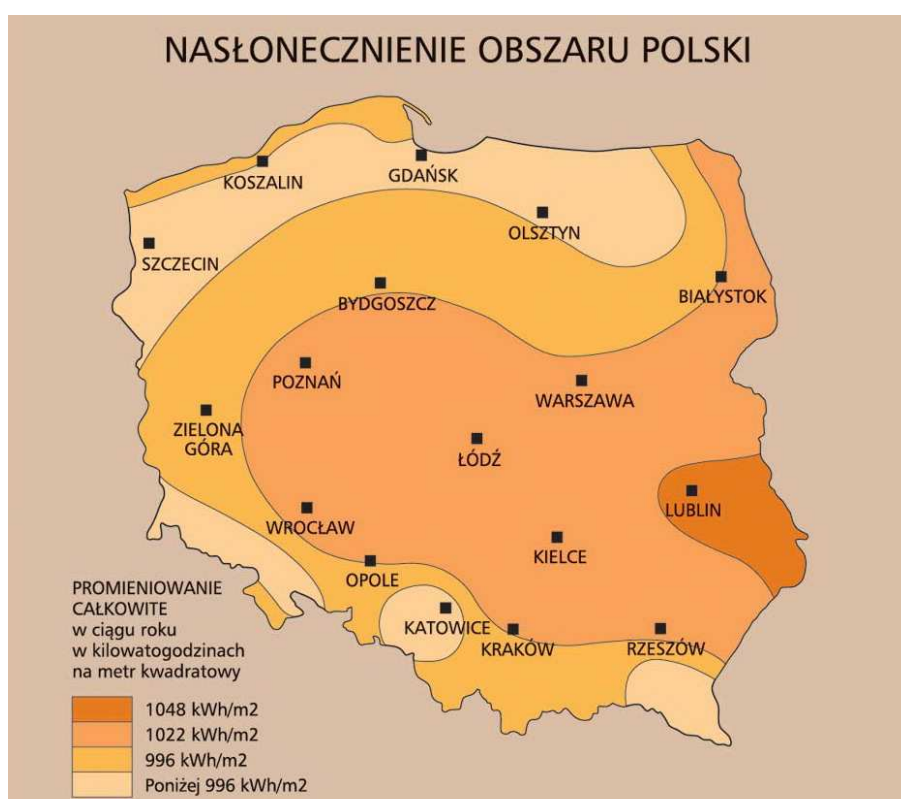 NASŁONECZNIENIE OBSZARU POLSKI
KOSZALIN
GDAŃSK
OLSZTYN
SZCZECIN
BIAŁYSTOK
BYDGOSZCZ
POZNAŃ
WARSZAWA
ZIELONA
GÓRA
ŁÓDŹ
LUBLIN
WROCŁAW
KIELCE
OPOLE
KATOWICE
KRAKÓW
RZESZÓW
PROMIENIOWANIE
CAŁKOWITE
w ciągu roku
w kilowatogodzinach
na metr kwadratowy
1048 kWh/m2
1022 kWh/m2
996 kWh/m2
Poniżej 996 kWh/m2